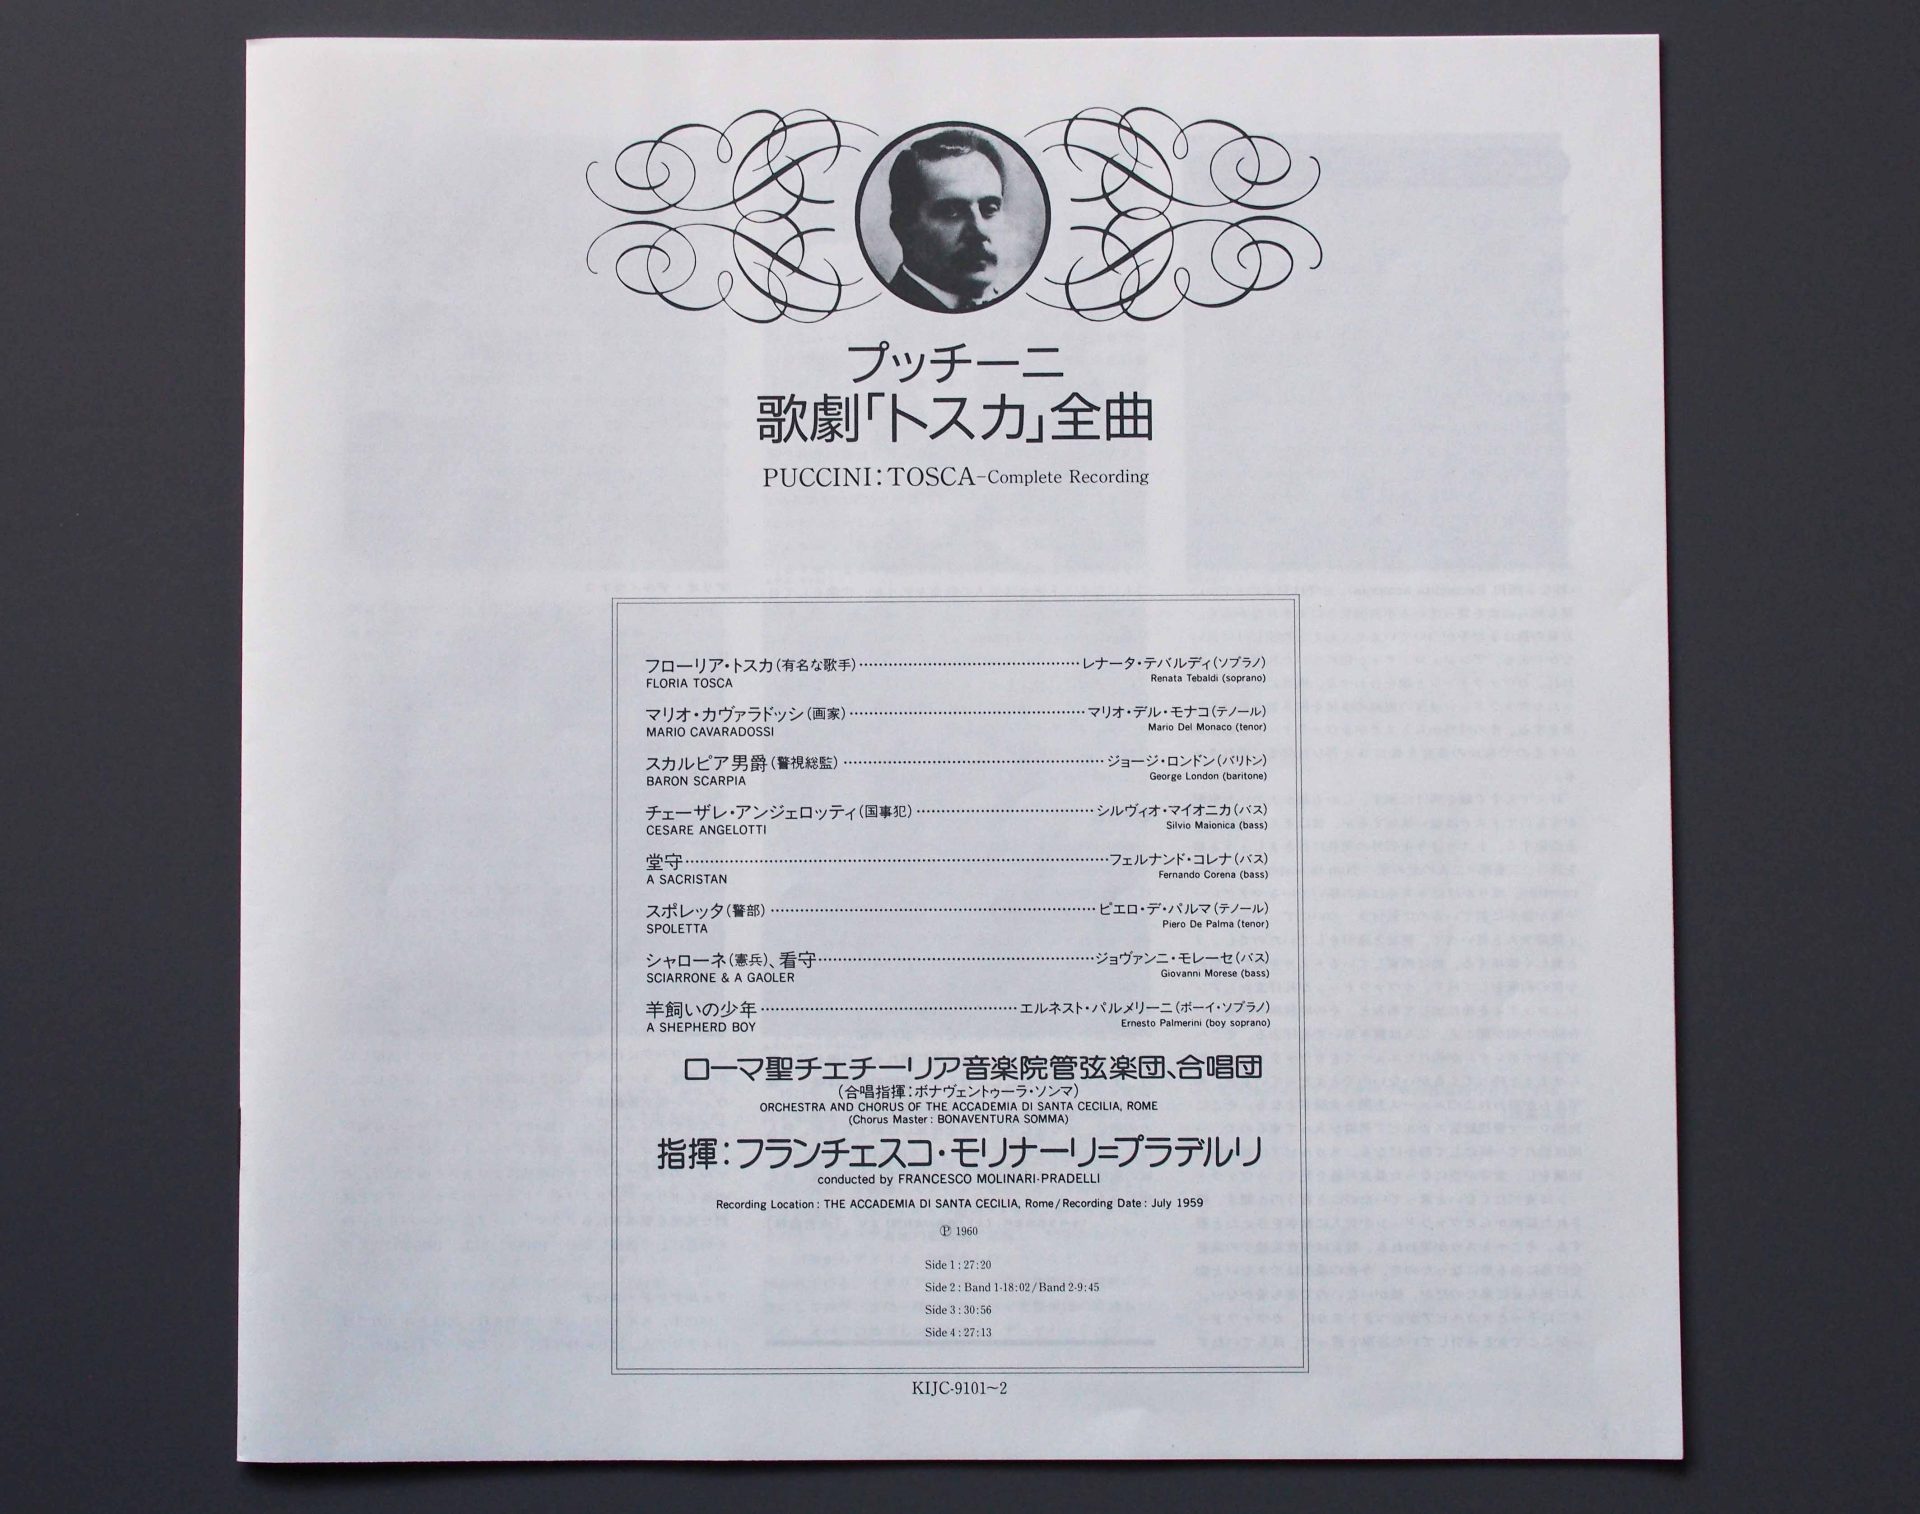 プッチーニ
歌劇「トスカ」全曲
PUCCINI: TOSCA-Complete Recording
フローリア・トスカ(有名な歌手)……………………………………レナータ・テバルディ(ソプラノ)
FLORIA TOSCA Renata Tebaldi (soprano)
マリオ・カヴァラドッシ(画家)……………………………………マリオ・デル・モナコ(テノール)
MARIO CAVARADOSSI Mario Del Monaco (tenor)
スカルピア男爵(警視総監)……………………………………ジョージ・ロンドン(バリトン)
BARON SCARPIA George London (baritone)
チェーザレ・アンジェロッティ(国事犯)……………………………シルヴィオ・マイオニカ(バス)
CESARE ANGELOTTI Silvio Maionica (bass)
堂守……………………………………………………フェルナンド・コレナ(バス)
A SACRISTAN Fernando Corena (bass)
スポレッタ(警部)……………………………………………ピエロ・デ・パルマ(テノール)
SPOLETTA Piero De Palma (tenor)
シャローネ(憲兵)、看守……………………………………ジョヴァンニ・モレーセ(バス)
SCIARRONE & A GAOLER Giovanni Morese (bass)
羊飼いの少年……………………………………エルネスト・パルメリーニ(ボーイ・ソプラノ)
A SHEPHERD BOY Ernesto Palmerini (boy soprano)
ローマ聖チェチーリア音楽院管弦楽団、合唱団
(合唱指揮:ボナヴェントゥーラ・ソンマ)
ORCHESTRA AND CHORUS OF THE ACCADEMIA DI SANTA CECILIA, ROME
(Chorus Master: BONAVENTURA SOMMA)
指揮:フランチェスコ・モリナーリ=プラデルリ
conducted by FRANCESCO MOLINARI-PRADELLI
Recording Location: THE ACCADEMIA DI SANTA CECILIA, Rome/Recording Date: July 1959
℗ 1960
Side 1: 27:20
Side 2: Band 1-18:02/Band 2-9:45
Side 3: 30:56
Side 4: 27:13
KIJC-9101~2